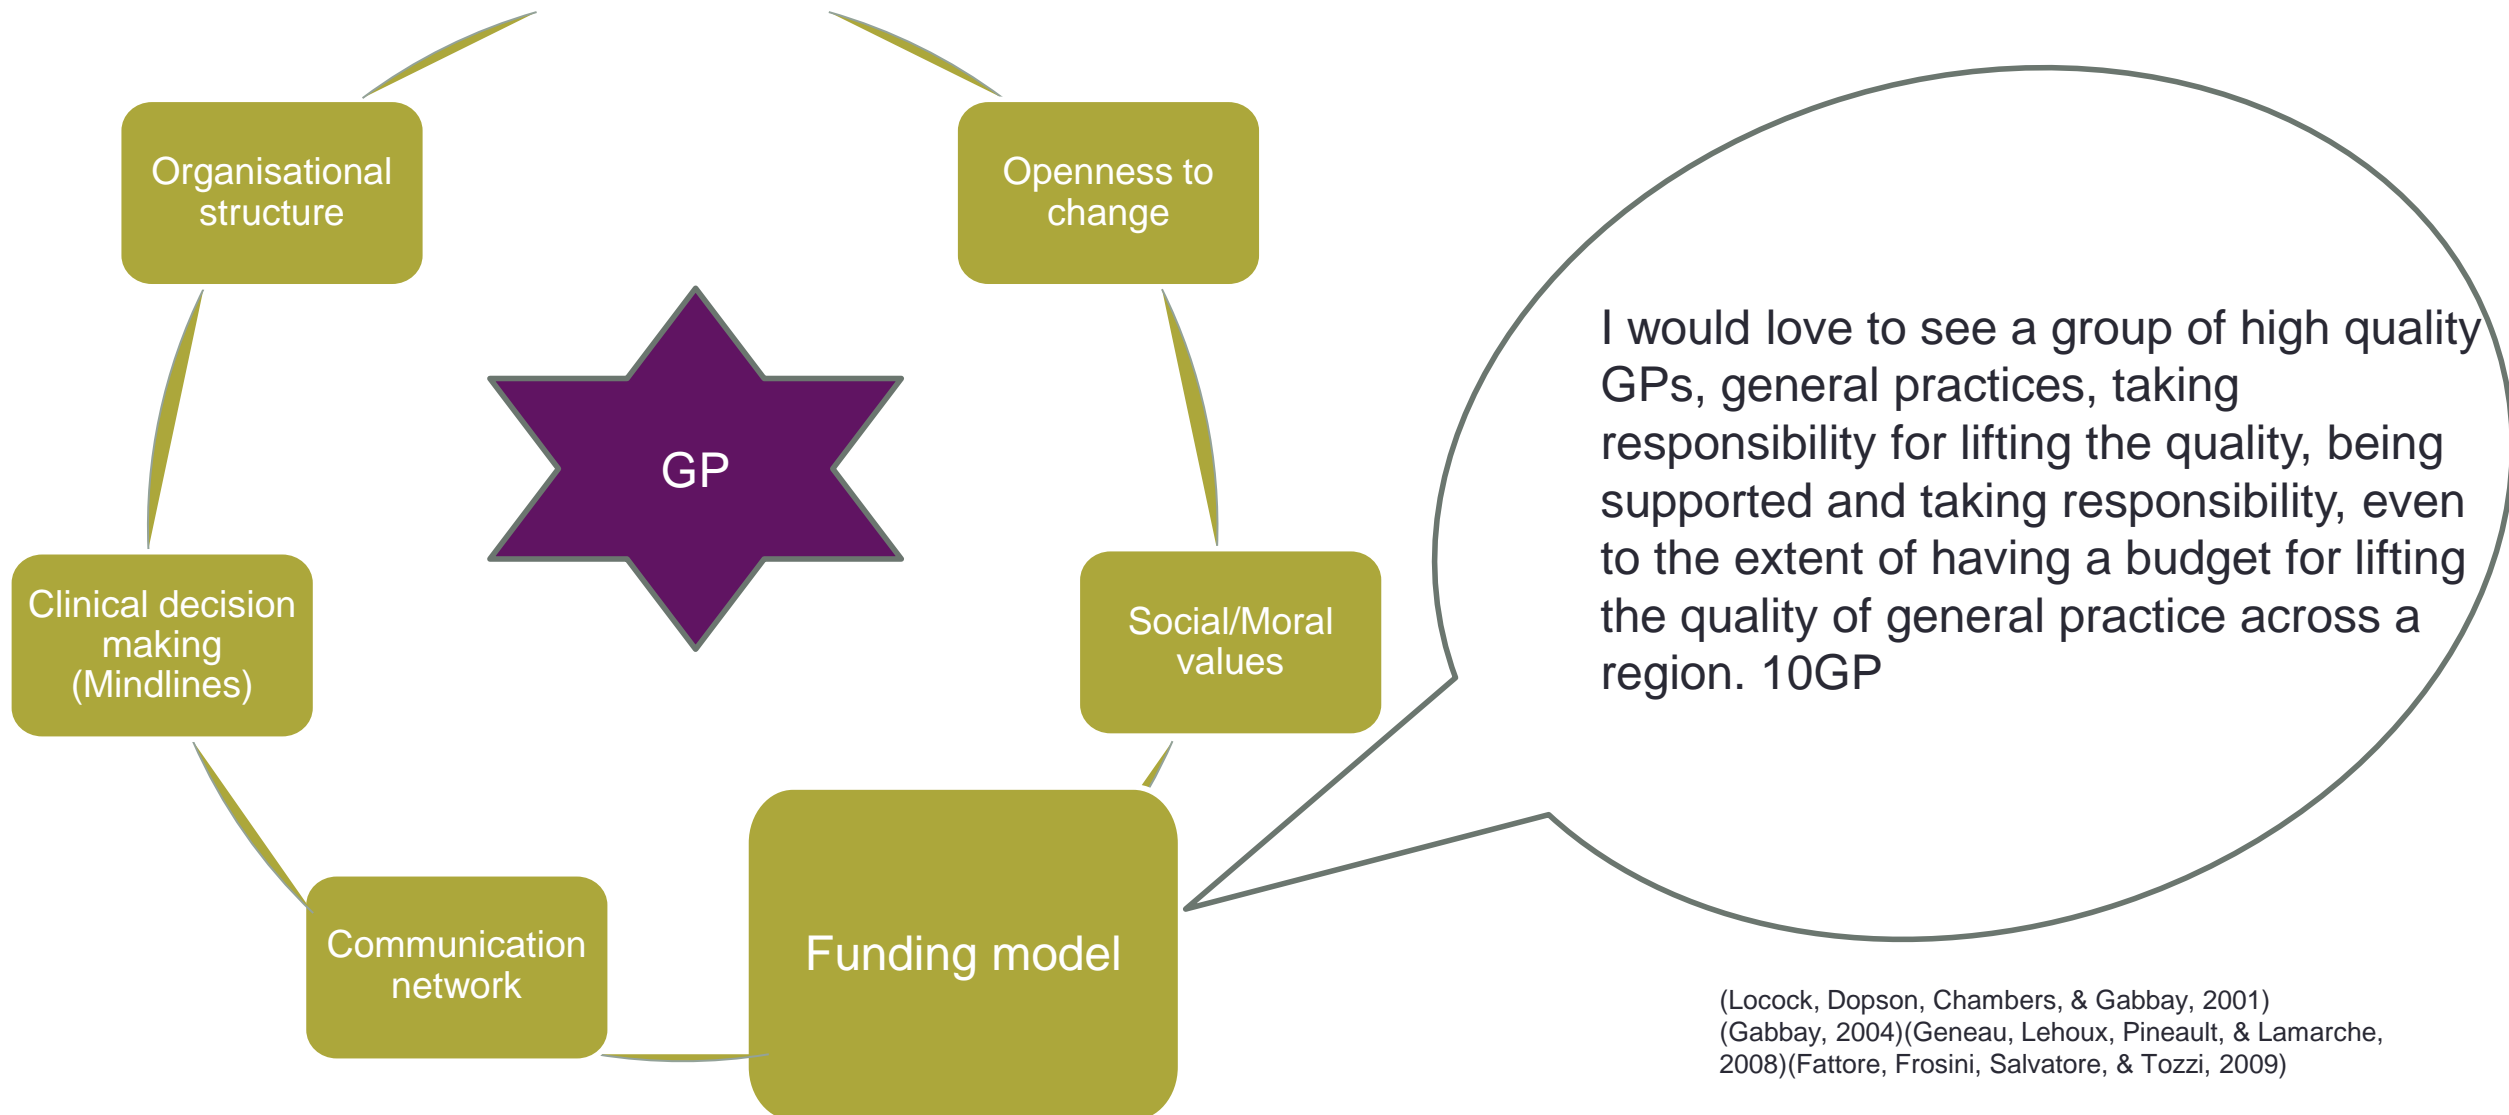 Organisational
structure
Openness to
change
GP
Clinical decision
making
(Mindlines)
Social/Moral
values
Communication
network
Funding model
I would love to see a group of high quality
GPs, general practices, taking
responsibility for lifting the quality, being
supported and taking responsibility, even
to the extent of having a budget for lifting
the quality of general practice across a
region. 10GP
(Locock, Dopson, Chambers, & Gabbay, 2001)
(Gabbay, 2004)(Geneau, Lehoux, Pineault, & Lamarche,
2008)(Fattore, Frosini, Salvatore, & Tozzi, 2009)